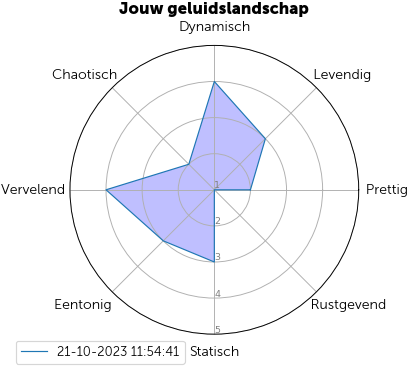 Jouw geluidslandschap
Dynamisch
Chaotisch
Levendig
Vervelend
Prettig
1
2
3
4
5
Eentonig
Rustgevend
Statisch
21-10-2023 11:54:41